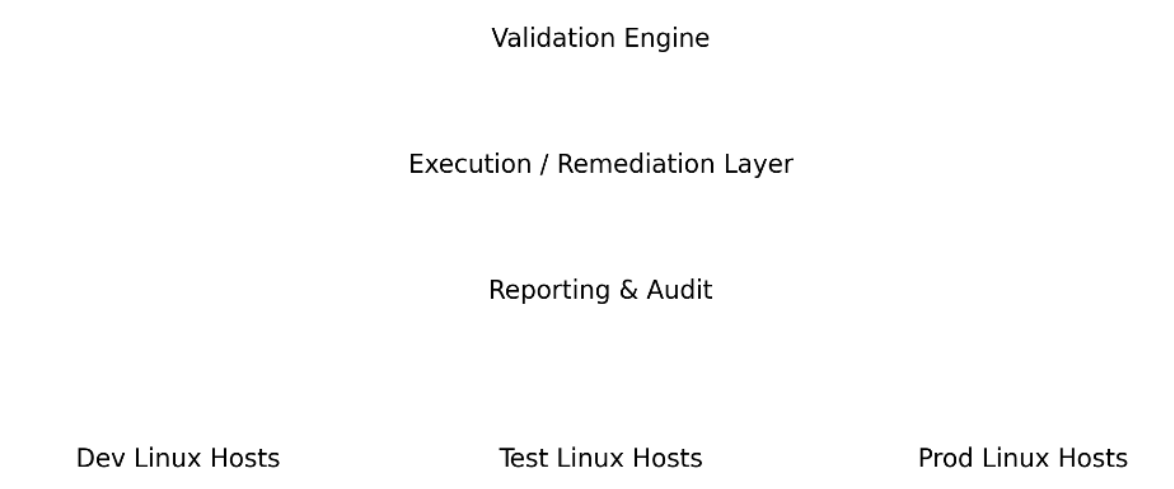 Validation Engine
Execution / Remediation Layer
Reporting & Audit
Dev Linux Hosts
Test Linux Hosts
Prod Linux Hosts